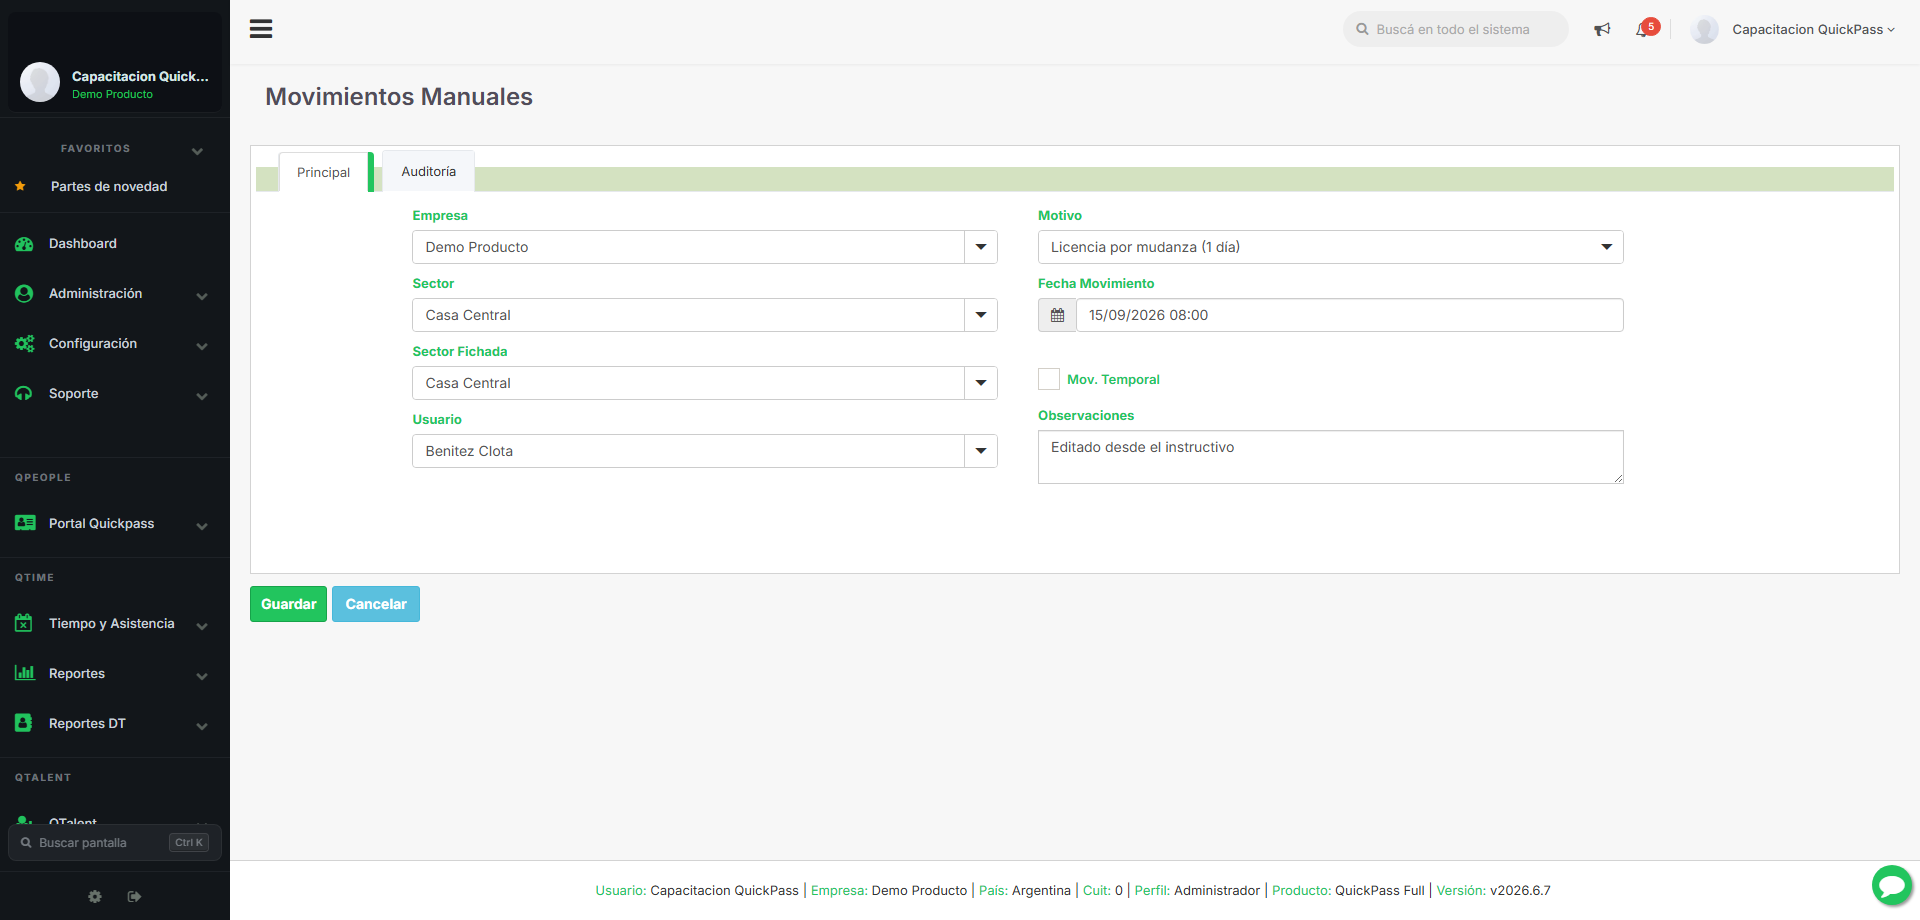 Capacitacion Quick...
Demo Producto
FAVORITOS
Partes de novedad
Dashboard
Administración
Configuración
Soporte
QPEOPLE
Portal Quickpass
QTIME
Tiempo y Asistencia
Reportes
Reportes DT
QTALENT
QTalent
Buscar pantalla
Ctrl K
Buscá en todo el sistema
5
Capacitacion QuickPass
Movimientos Manuales
Principal
Auditoría
Empresa
Demo Producto
Sector
Casa Central
Sector Fichada
Casa Central
Usuario
Benitez Clota
Motivo
Licencia por mudanza (1 día)
Fecha Movimiento
15/09/2026 08:00
Mov. Temporal
Observaciones
Editado desde el instructivo
Guardar
Cancelar
Usuario: Capacitacion QuickPass | Empresa: Demo Producto | País: Argentina | Cuit: 0 | Perfil: Administrador | Producto: QuickPass Full | Versión: v2026.6.7